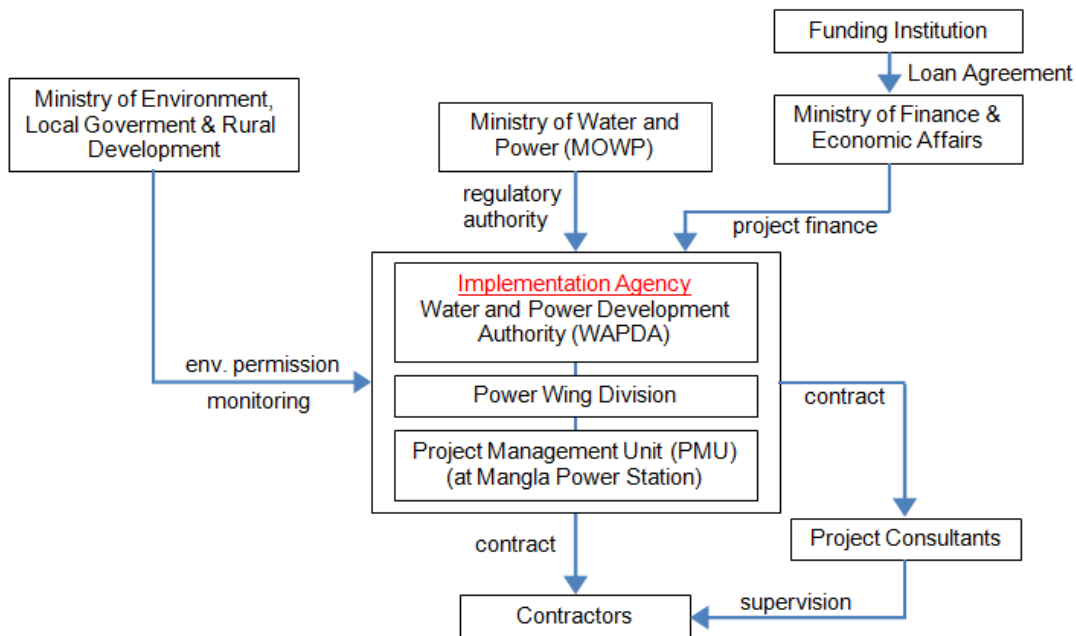 Funding Institution
Loan Agreement
Ministry of Environment,
Local Goverment & Rural
Development
Ministry of Water and
Power (MOWP)
Ministry of Finance &
Economic Affairs
regulatory
authority
project finance
Implementation Agency
Water and Power Development
Authority (WAPDA)
env. permission
monitoring
Power Wing Division
contract
Project Management Unit (PMU)
(at Mangla Power Station)
contract
Project Consultants
Contractors
supervision